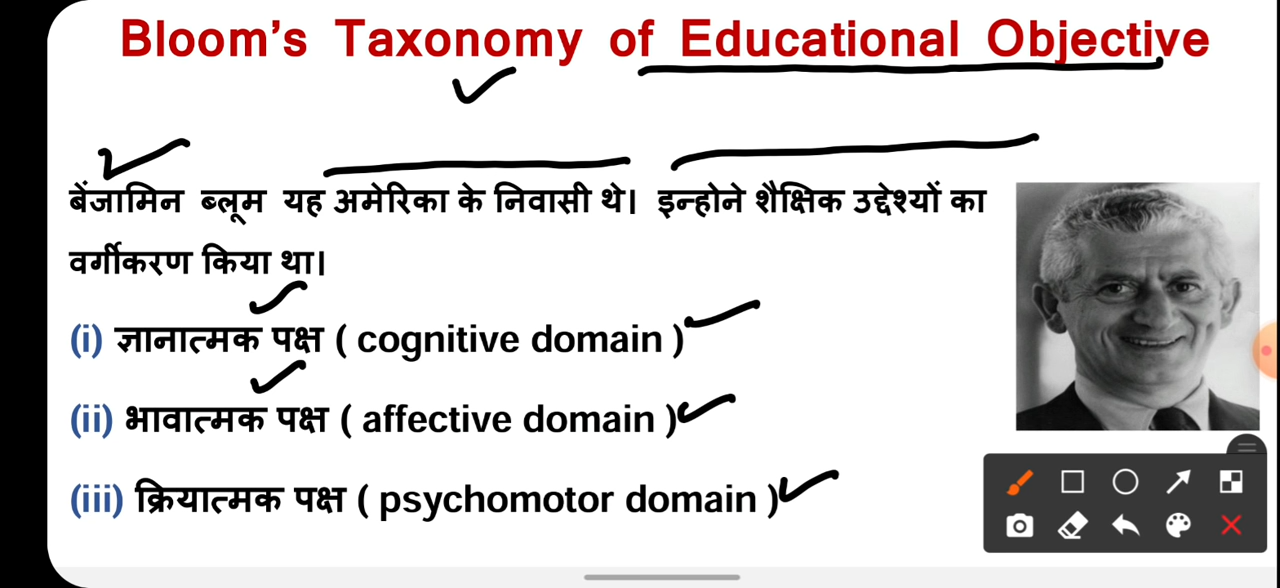 Bloom's Taxonomy of Educational Objective
बेंजामिन ब्लूम यह अमेरिका के निवासी थे। इन्होने शैक्षिक उद्देश्यों का
वर्गीकरण किया था।
(i) ज्ञानात्मक पक्ष ( cognitive domain )
(ii) भावात्मक पक्ष ( affective domain )
(iii) क्रियात्मक पक्ष ( psychomotor domain )